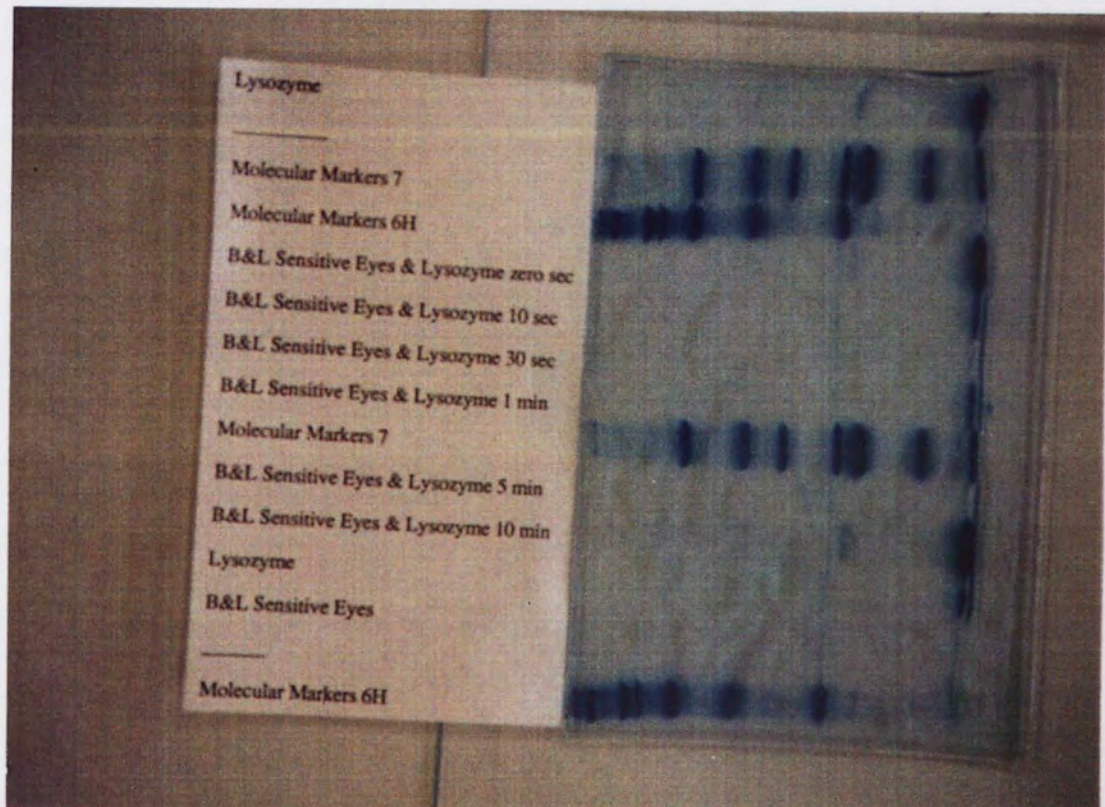 Lysozyme
Molecular Markers 7
Molecular Markers 6H
B&L Sensitive Eyes & Lysozyme zero sec
B&L Sensitive Eyes & Lysozyme 10 sec
B&L Sensitive Eyes & Lysozyme 30 sec
B&L Sensitive Eyes & Lysozyme 1 min
Molecular Markers 7
B&L Sensitive Eyes & Lysozyme 5 min
B&L Sensitive Eyes & Lysozyme 10 min
Lysozyme
B&L Sensitive Eyes
Molecular Markers 6H